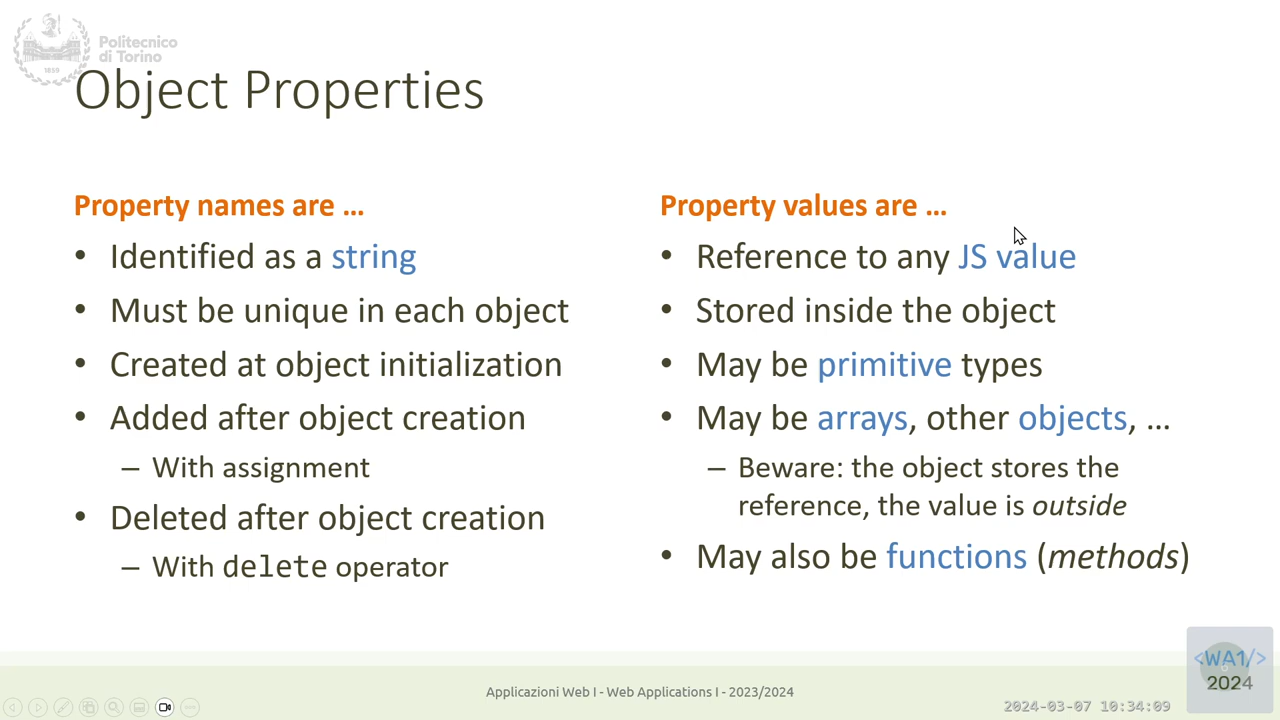 Politecnico
di Torino
1859
Object Properties
Property names are …
• Identified as a string
• Must be unique in each object
• Created at object initialization
• Added after object creation
– With assignment
• Deleted after object creation
– With delete operator
Property values are …
• Reference to any JS value
• Stored inside the object
• May be primitive types
• May be arrays, other objects, …
– Beware: the object stores the
reference, the value is outside
• May also be functions (methods)
Applicazioni Web I - Web Applications I - 2023/2024
<WA1/>
2024
2024-03-07 10:34:09